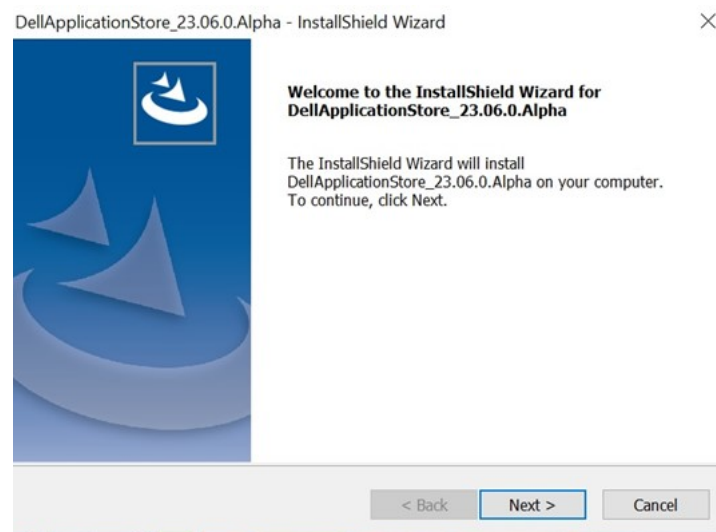 DellApplicationStore_23.06.0.Alpha - InstallShield Wizard
Welcome to the InstallShield Wizard for
DellApplicationStore_23.06.0.Alpha
The InstallShield Wizard will install
DellApplicationStore_23.06.0.Alpha on your computer.
To continue, click Next.
< Back
Next >
Cancel